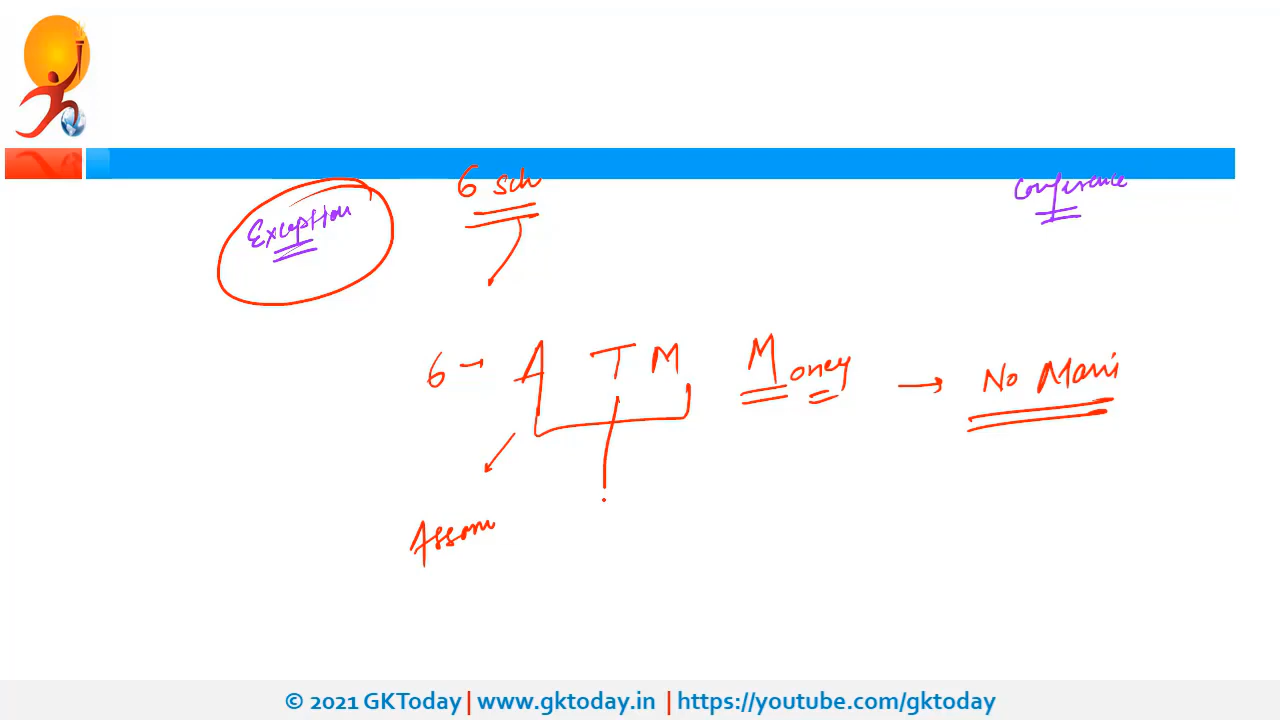 6 sch
Conference
Exception
6 → A T M Money → No Mani
Assam
© 2021 GKToday | www.gktoday.in | https://youtube.com/gktoday